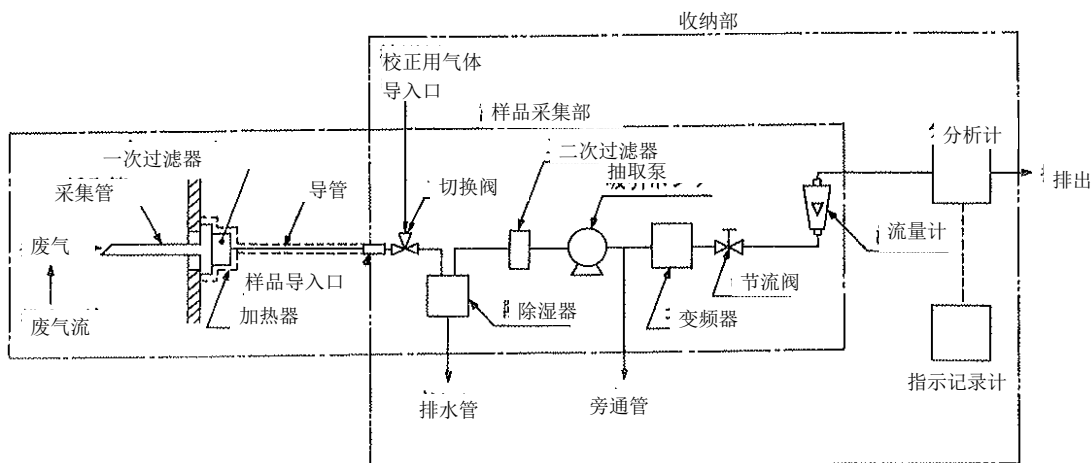 收纳部
校正用气体
导入口
样品采集部
一次过滤器
二次过滤器
抽取泵
分析计
采集管
导管
切换阀
排出
流量计
废气
样品导入口
节流阀
废气流
加热器
除湿器
变频器
指示记录计
排水管
旁通管